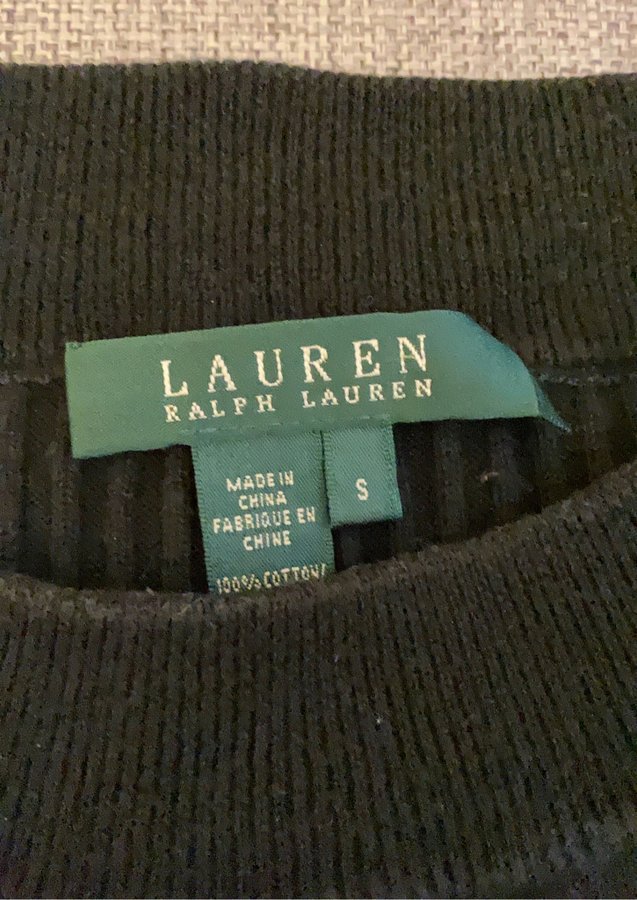 LAUREN
RALPH LAUREN
MADE IN
CHINA
FABRIQUE EN
CHINE
100% COTTON/
S